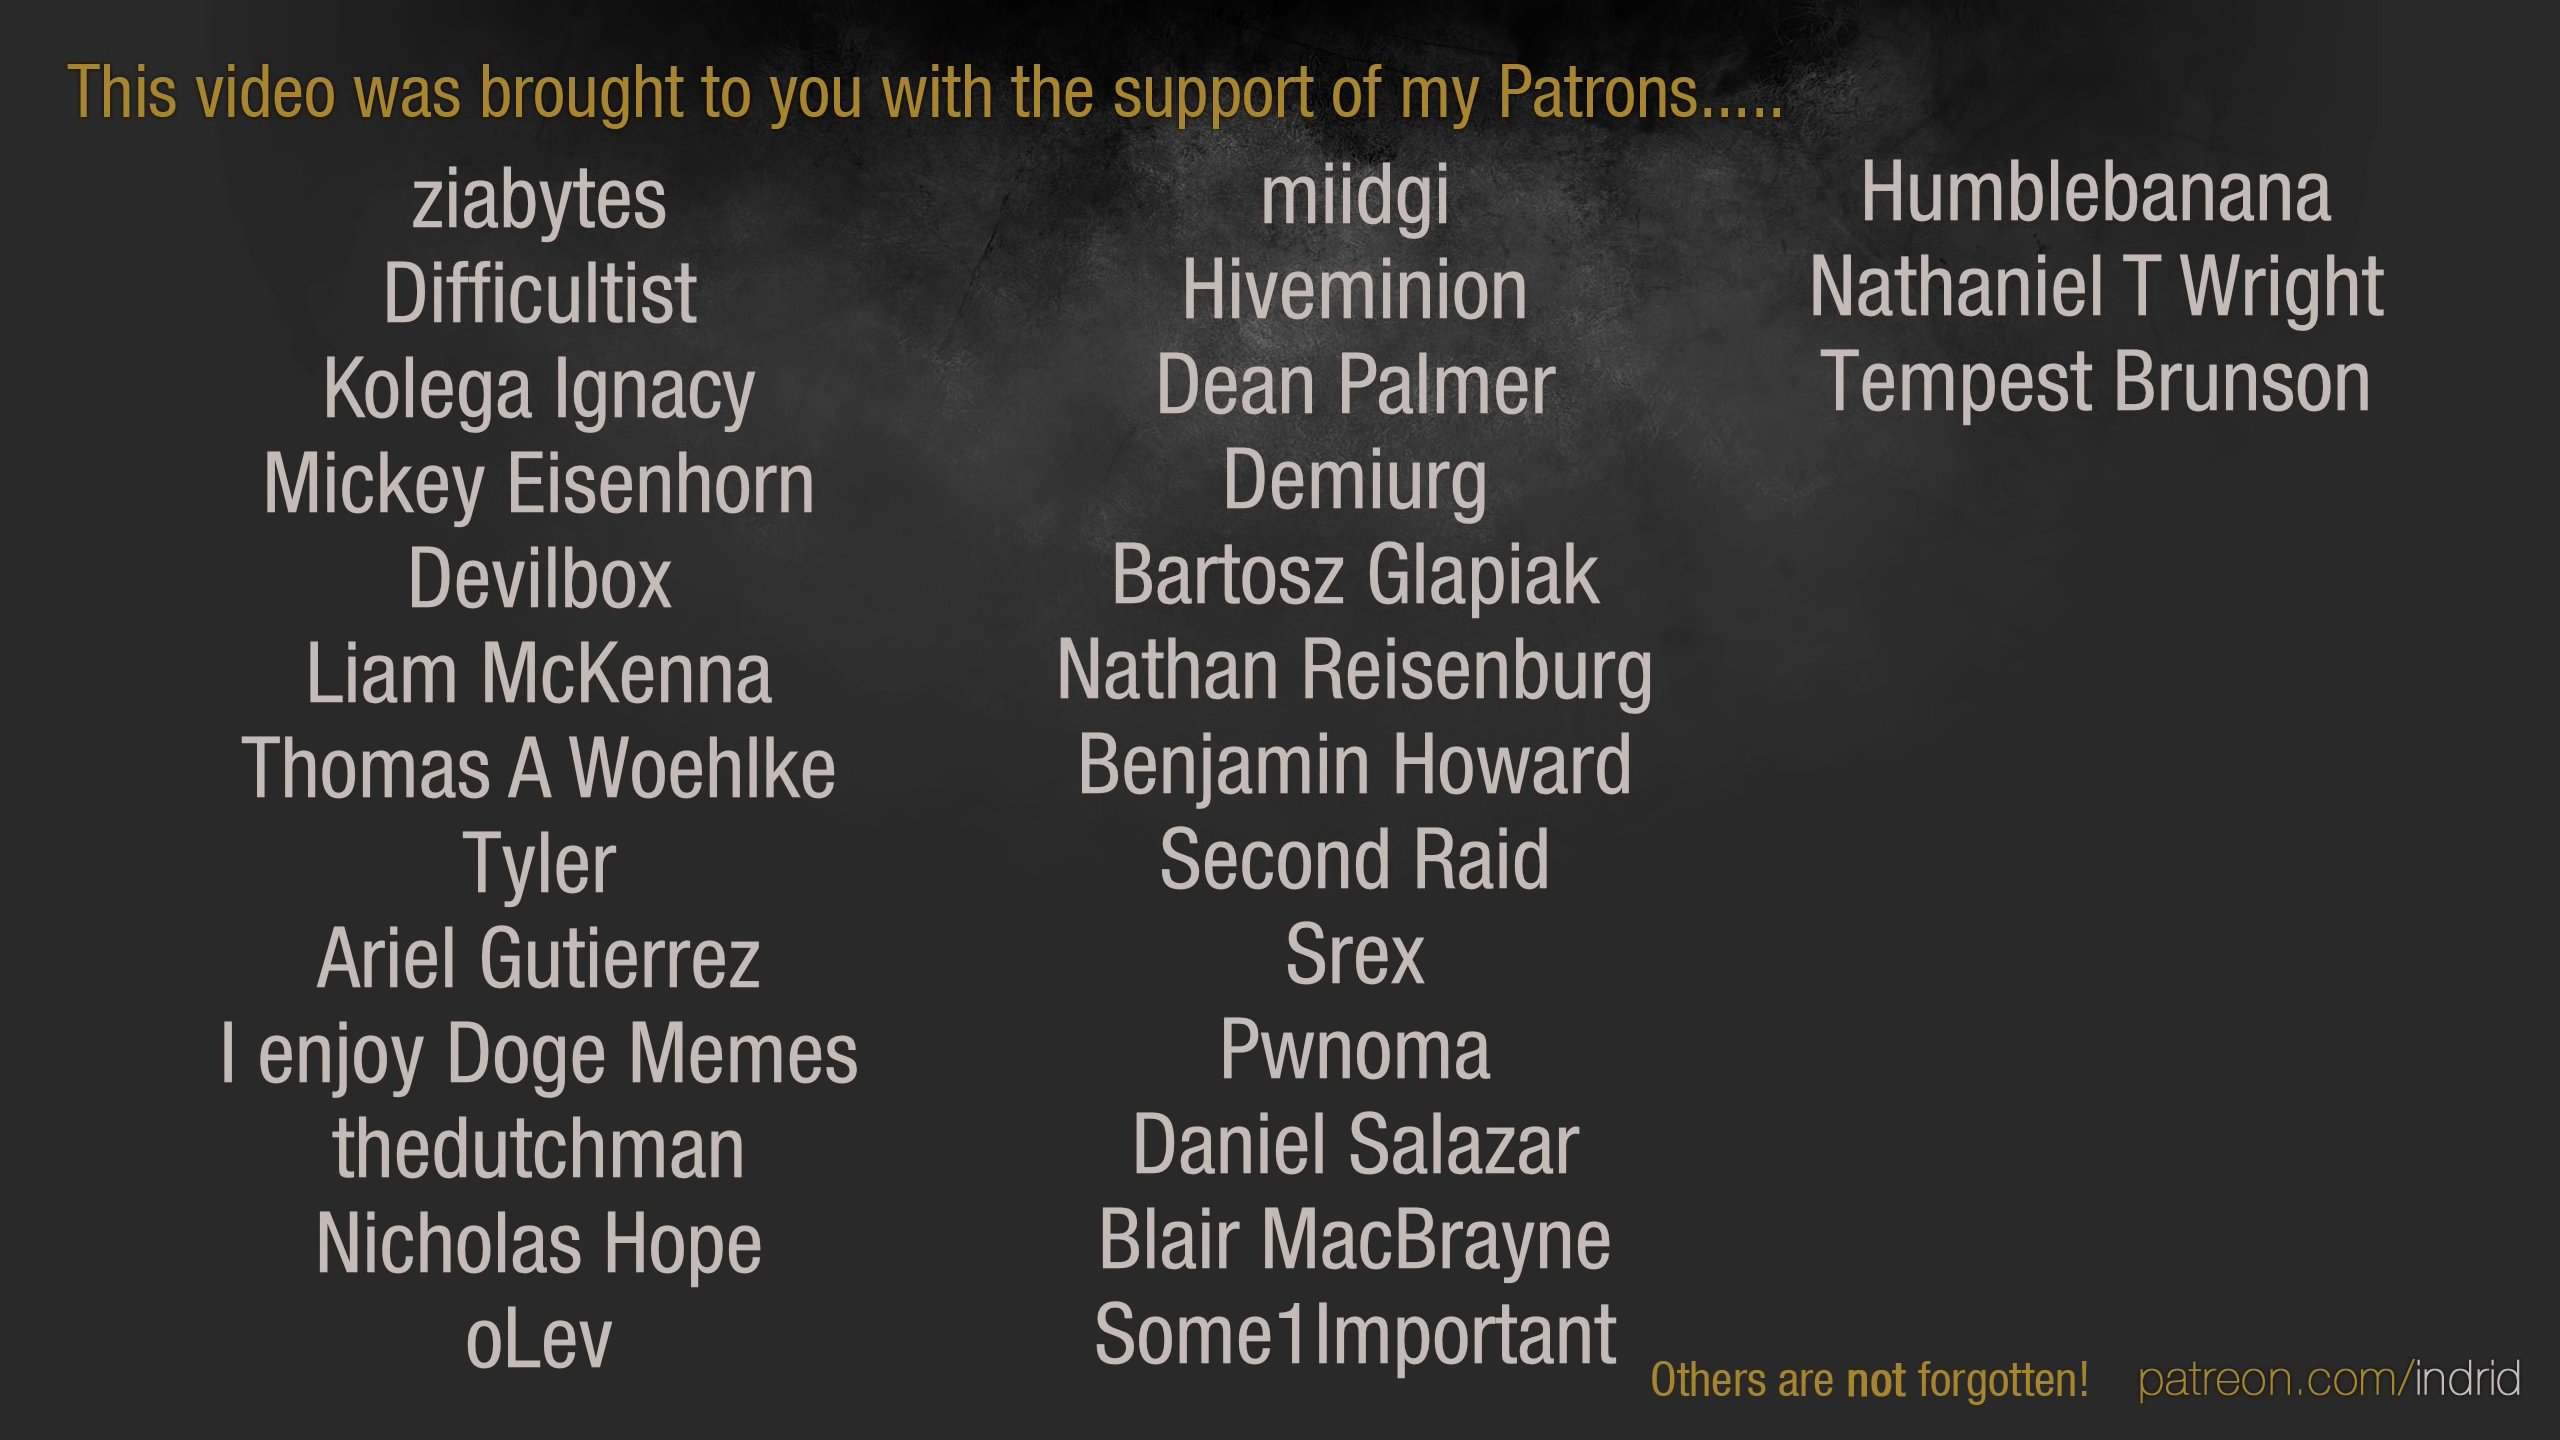 This video was brought to you with the support of my Patrons.....
ziabytes
Difficultist
Kolega Ignacy
Mickey Eisenhorn
Devilbox
Liam McKenna
Thomas A Woehlke
Tyler
Ariel Gutierrez
I enjoy Doge Memes
thedutchman
Nicholas Hope
oLev
miidgi
Hiveminion
Dean Palmer
Demiurg
Bartosz Glapiak
Nathan Reisenburg
Benjamin Howard
Second Raid
Srex
Pwnoma
Daniel Salazar
Blair MacBrayne
Some1Important
Humblebanana
Nathaniel T Wright
Tempest Brunson
Others are not forgotten!
patreon.com/indrid